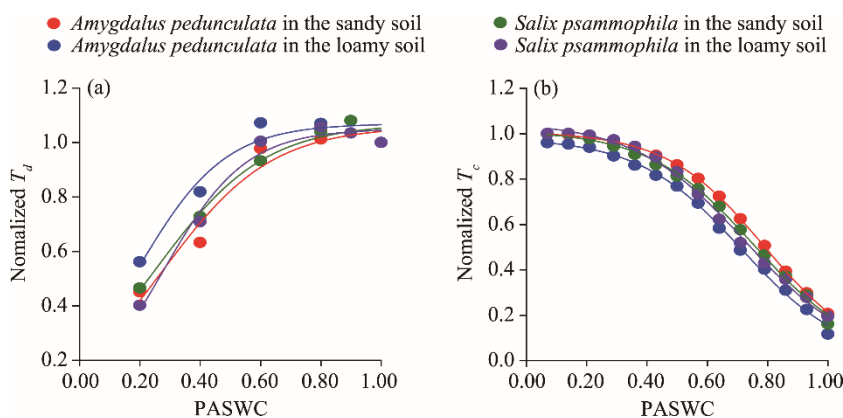 Amygdalus pedunculata in the sandy soil
Amygdalus pedunculata in the loamy soil
Salix psammophila in the sandy soil
Salix psammophila in the loamy soil
(a)
Nomalized Td
1.2
1.0
0.8
0.6
0.4
0.2
0.00 0.20 0.40 0.60 0.80 1.00
PASWC
(b)
Normalized Tc
1.2
1.0
0.8
0.6
0.4
0.2
0.0
0.00 0.20 0.40 0.60 0.80 1.00
PASWC